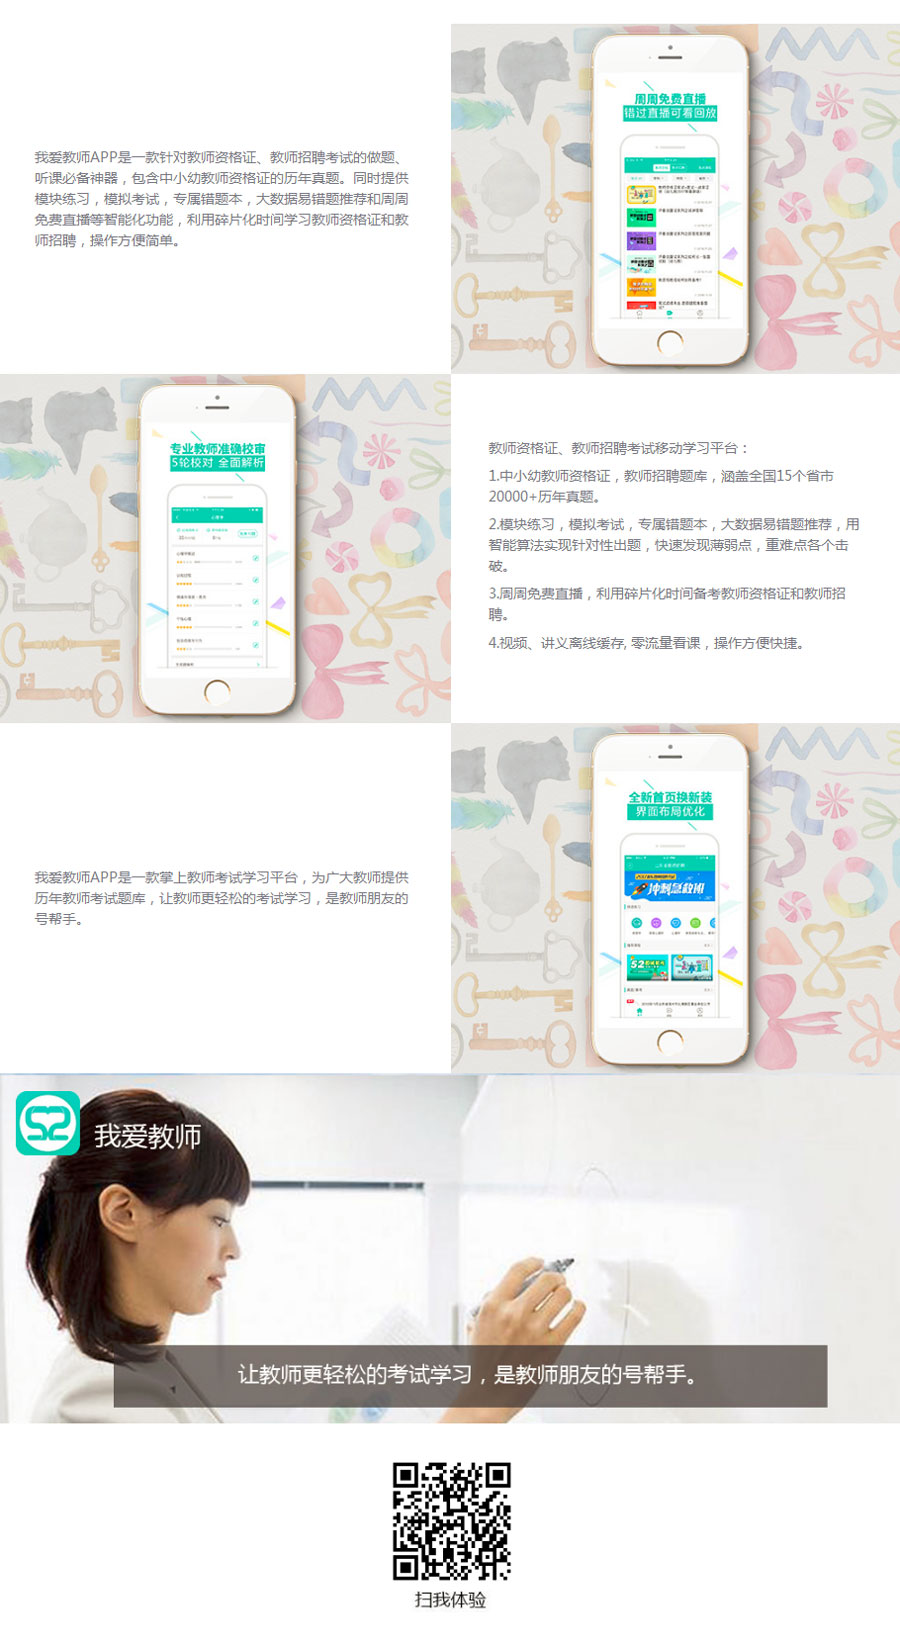 我爱教师APP是一款针对教师资格证、教师招聘考试的做题、
听课必备神器，包含中小幼教师资格证的历年真题。同时提供
模块练习，模拟考试，专属错题本，大数据易错题推荐和周周
免费直播等智能化功能，利用碎片化时间学习教师资格证和教
师招聘，操作方便简单。
周周免费直播
错过直播可看回放
专业教师准确校审
5轮校对 全面解析
教师资格证、教师招聘考试移动学习平台：
1.中小幼教师资格证，教师招聘题库，涵盖全国15个省市
20000+历年真题。
2.模块练习，模拟考试，专属错题本，大数据易错题推荐，用
智能算法实现针对性出题，快速发现薄弱点，重难点各个击
破。
3.周周免费直播，利用碎片化时间备考教师资格证和教师招
聘。
4.视频、讲义离线缓存, 零流量看课，操作方便快捷。
我爱教师APP是一款掌上教师考试学习平台，为广大教师提供
历年教师考试题库，让教师更轻松的考试学习，是教师朋友的
号帮手。
全新首页换新装
界面布局优化
冲刺急救班
52
我爱教师
让教师更轻松的考试学习，是教师朋友的号帮手。
扫我体验